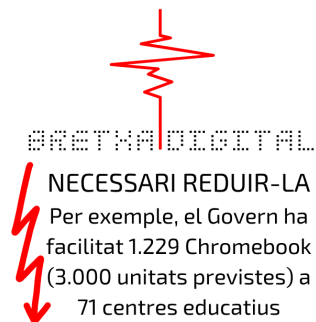 BRETXA DIGITAL
NECESSARI REDUIR-LA
Per exemple, el Govern ha
facilitat 1.229 Chromebook
(3.000 unitats previstes) a
71 centres educatius